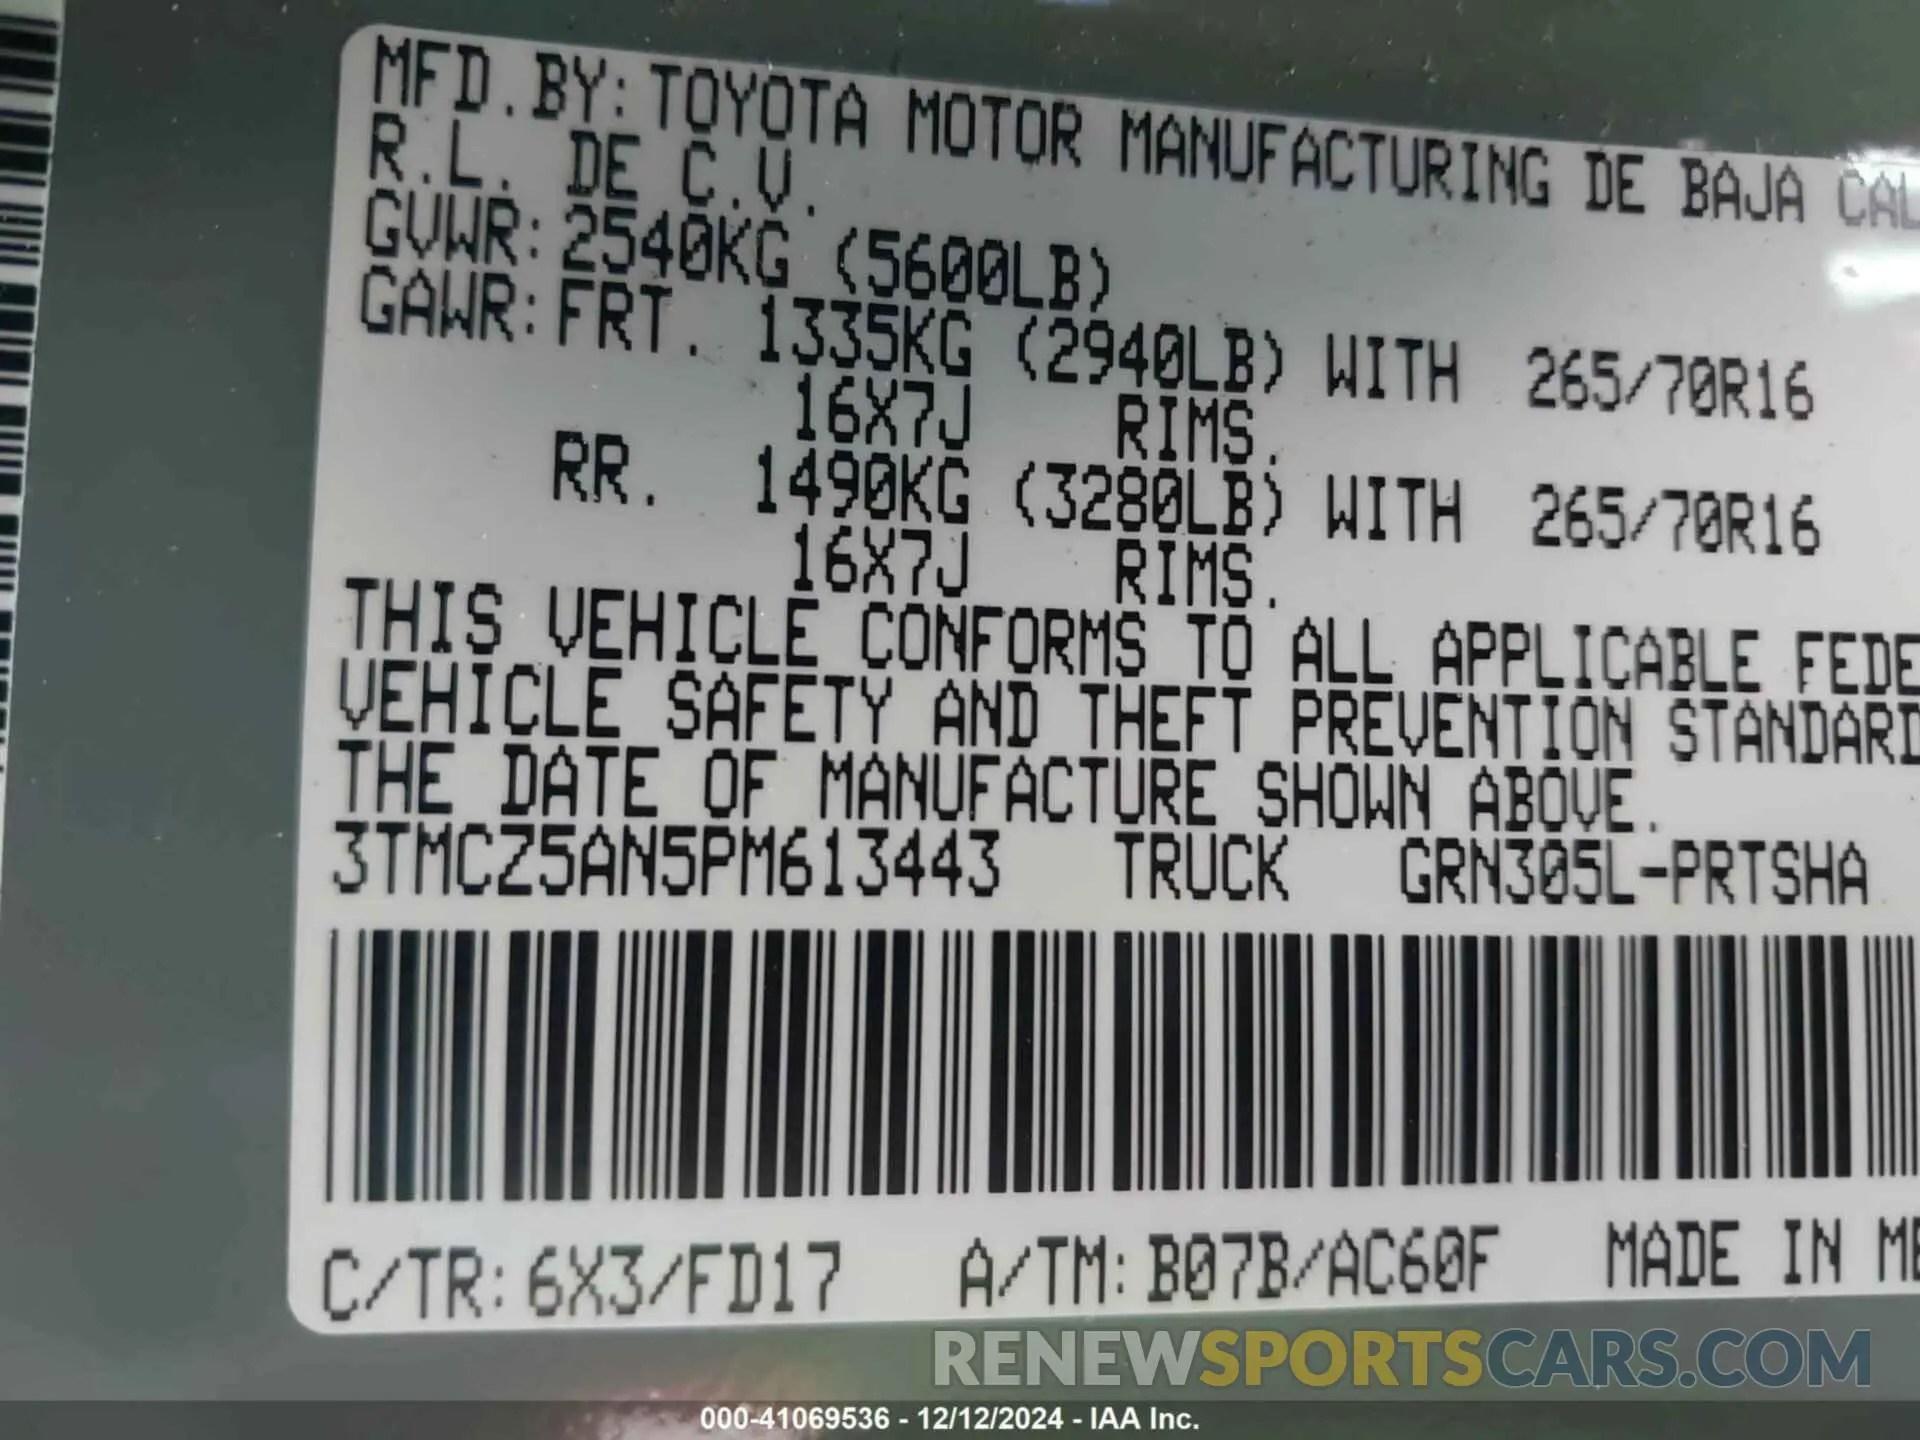 MFD.BY:TOYOTA MOTOR MANUFACTURING DE BAJA CAL
R.L. DE C.V.
GVWR:2540KG (5600LB)
GAWR:FRT. 1335KG (2940LB) WITH 265/70R16
16X7J RIMS.
RR. 1490KG (3280LB) WITH 265/70R16
16X7J RIMS.
THIS VEHICLE CONFORMS TO ALL APPLICABLE FEDE
VEHICLE SAFETY AND THEFT PREVENTION STANDARD
THE DATE OF MANUFACTURE SHOWN ABOVE.
3TMCZ5AN5PM613443 TRUCK GRN305L-PRTSHA
C/TR:6X3/FD17 A/TM:B07B/AC60F MADE IN ME
RENEWSPORTSCARS.COM
000-41069536 - 12/12/2024 - IAA Inc.